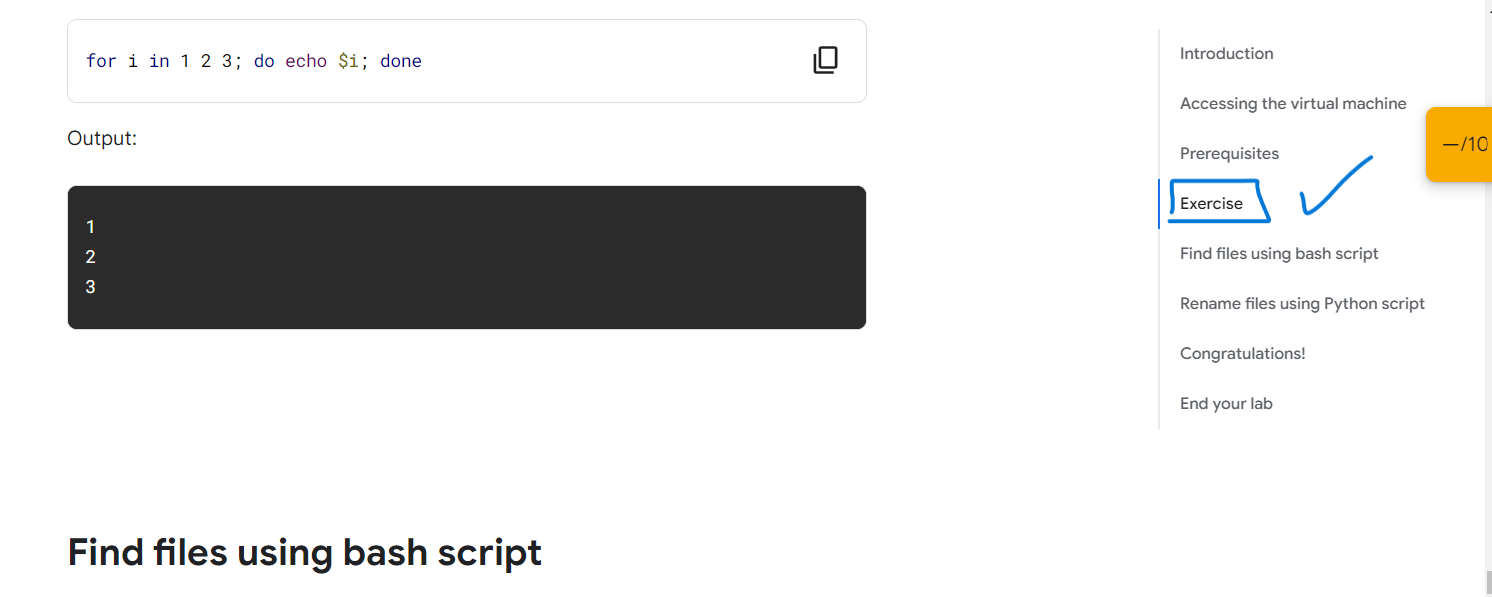 for i in 1 2 3; do echo $i; done
Output:
1
2
3
Find files using bash script
Introduction
Accessing the virtual machine
Prerequisites
Exercise
Find files using bash script
Rename files using Python script
Congratulations!
End your lab
—/10